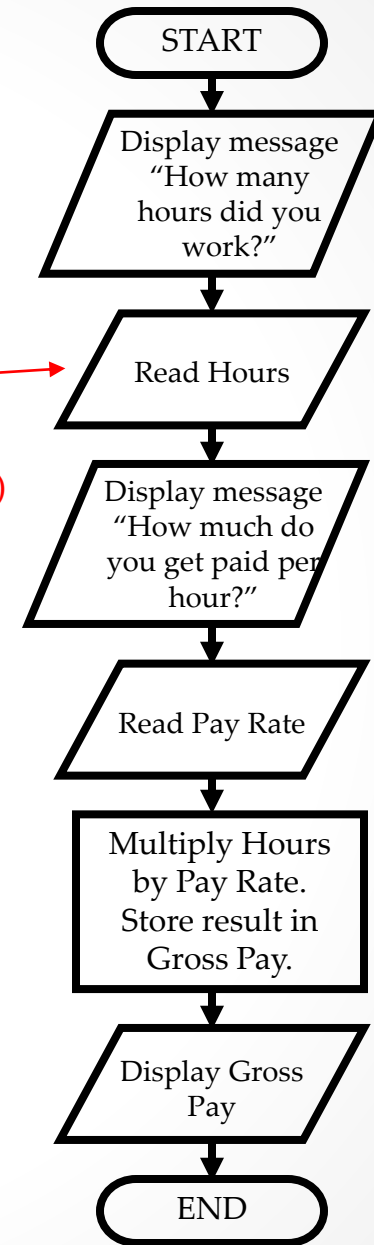 START
Display message
“How many
hours did you
work?”
Read Hours
)
Display message
“How much do
you get paid per
hour?”
Read Pay Rate
Multiply Hours
by Pay Rate.
Store result in
Gross Pay.
Display Gross
Pay
END